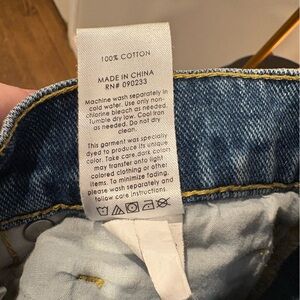 100% COTTON
MADE IN CHINA
RN# 090233
Machine wash separately in
cold water. Use only non-
chlorine bleach as needed.
Tumble dry low. Cool Iron
as needed. Do not dry
clean.
This garment was specially
dyed to produce its unique
color. Take care, dark colors
may transfer onto light
colored clothing or other
items. To minimize fading,
please wash separately and
follow care instructions.